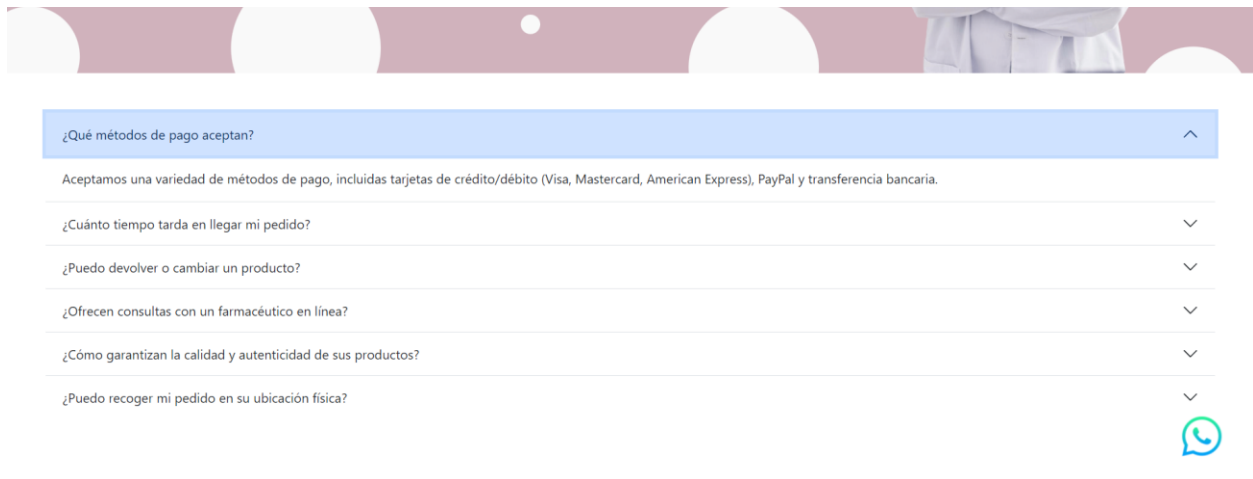 ¿Qué métodos de pago aceptan?
Aceptamos una variedad de métodos de pago, incluidas tarjetas de crédito/débito (Visa, Mastercard, American Express), PayPal y transferencia bancaria.
¿Cuánto tiempo tarda en llegar mi pedido?
¿Puedo devolver o cambiar un producto?
¿Ofrecen consultas con un farmacéutico en línea?
¿Cómo garantizan la calidad y autenticidad de sus productos?
¿Puedo recoger mi pedido en su ubicación física?